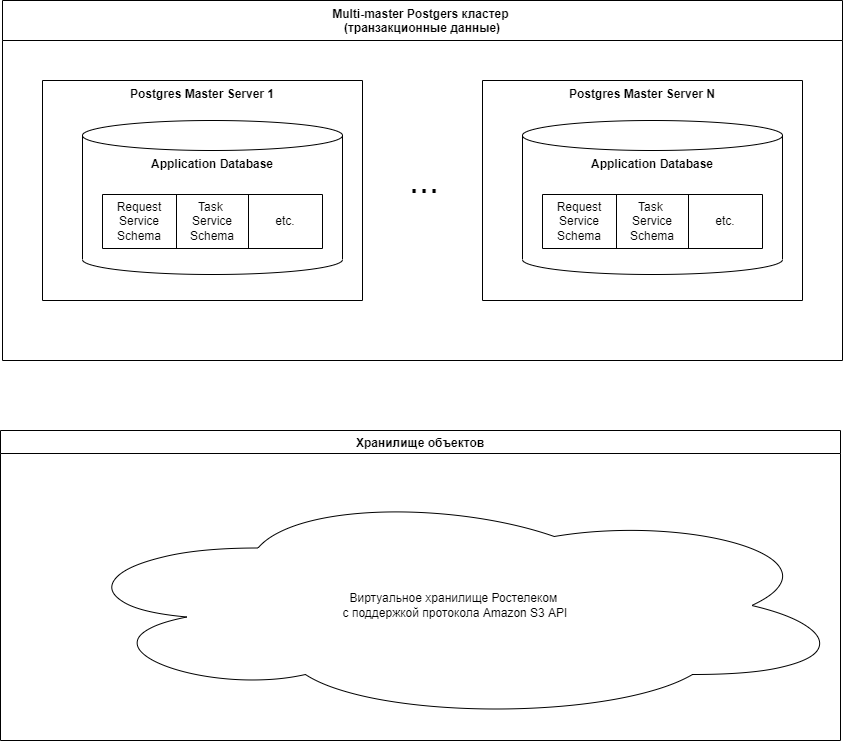 Multi-master Postgers кластер
(транзакционные данные)
Postgres Master Server 1
Application Database
Request
Service
Schema
Task
Service
Schema
etc.
...
Postgres Master Server N
Application Database
Request
Service
Schema
Task
Service
Schema
etc.
Хранилище объектов
Виртуальное хранилище Ростелеком
с поддержкой протокола Amazon S3 API